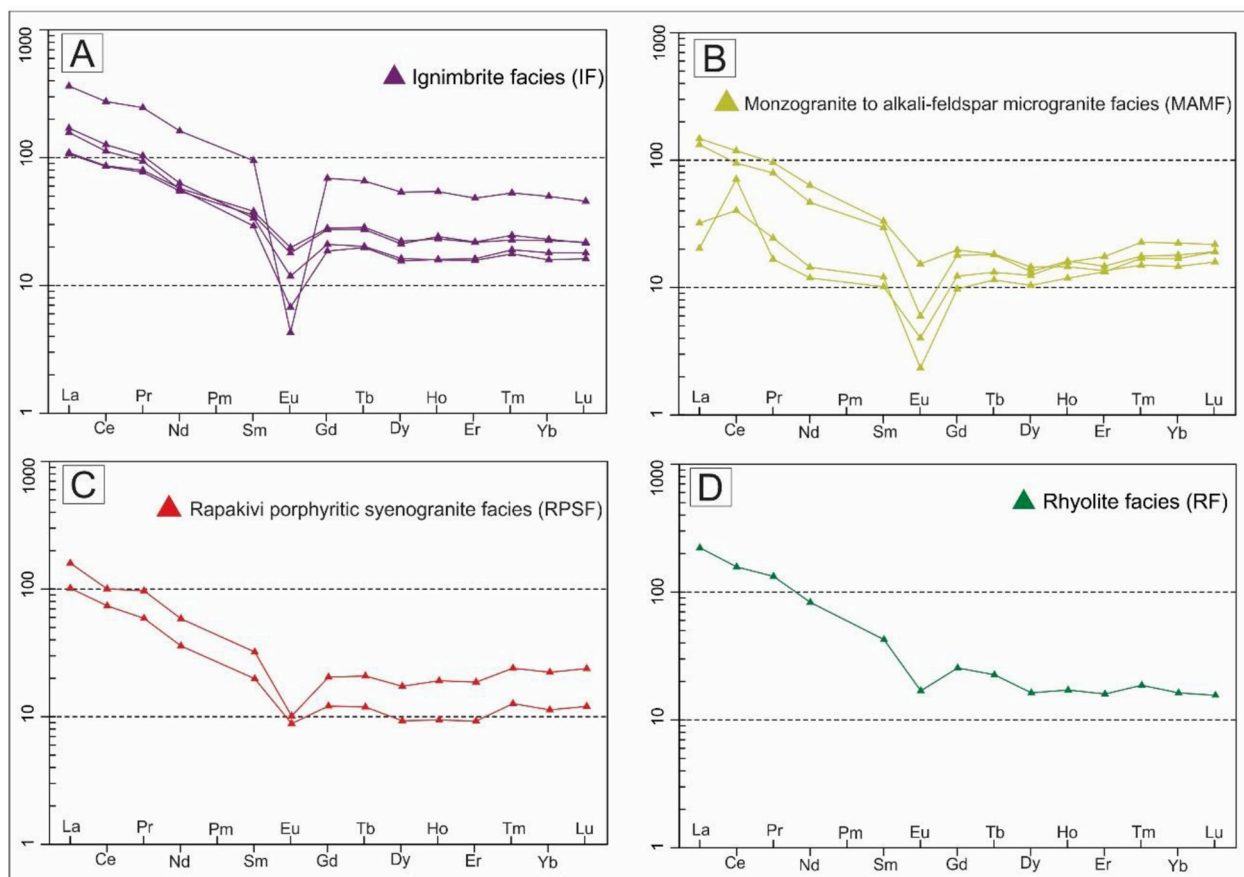 A
Ignimbrite facies (IF)
1000
100
10
1
La Pr Pm Eu Tb Ho Tm Lu
Ce Nd Sm Gd Dy Er Yb
B
Monzogranite to alkali-feldspar microgranite facies (MAMF)
1000
100
10
1
La Pr Pm Eu Tb Ho Tm Lu
Ce Nd Sm Gd Dy Er Yb
C
Rapakivi porphyritic syenogranite facies (RPSF)
1000
100
10
1
La Pr Pm Eu Tb Ho Tm Lu
Ce Nd Sm Gd Dy Er Yb
D
Rhyolite facies (RF)
1000
100
10
1
La Pr Pm Eu Tb Ho Tm Lu
Ce Nd Sm Gd Dy Er Yb